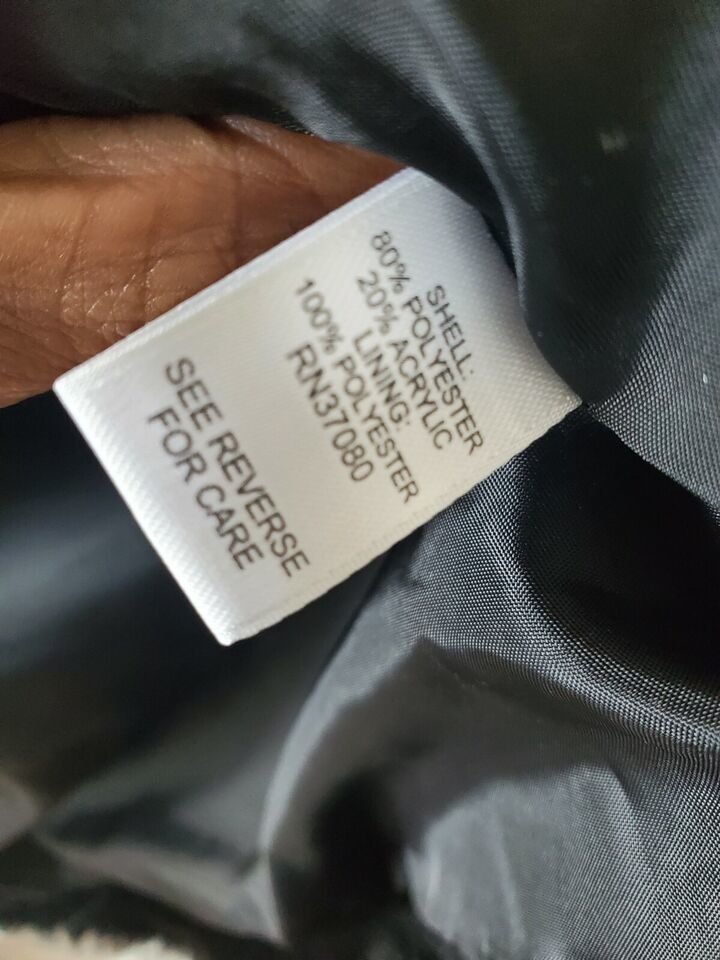 SHELL:
80% POLYESTER
20% ACRYLIC
LINING:
100% POLYESTER
RN37080
SEE REVERSE
FOR CARE